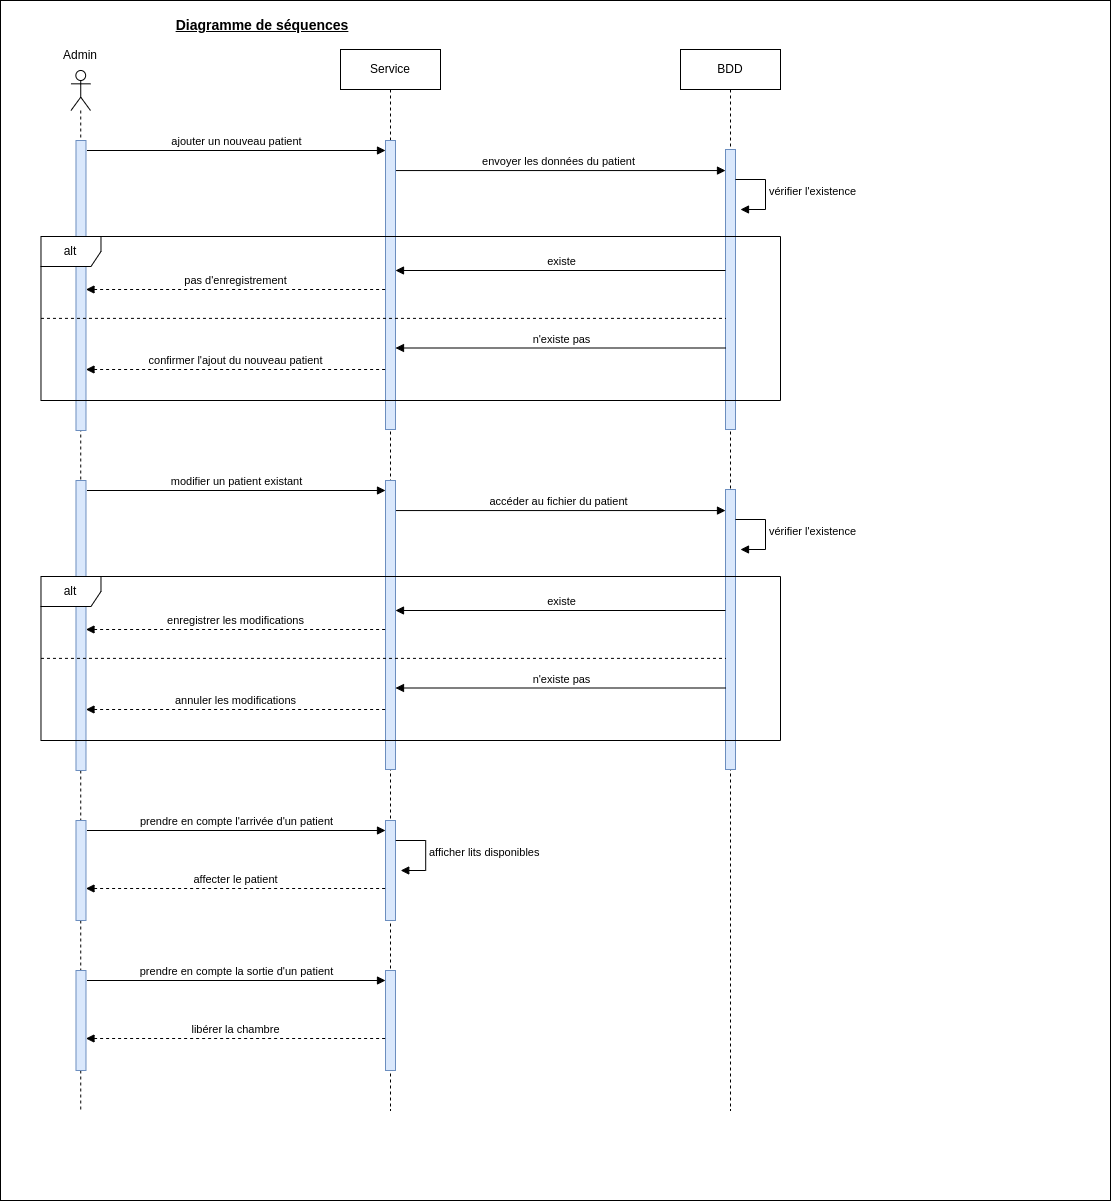 Diagramme de séquences
Admin
Service
BDD
ajouter un nouveau patient
envoyer les données du patient
vérifier l'existence
alt
existe
pas d'enregistrement
n'existe pas
confirmer l'ajout du nouveau patient
modifier un patient existant
accéder au fichier du patient
vérifier l'existence
alt
existe
enregistrer les modifications
n'existe pas
annuler les modifications
prendre en compte l'arrivée d'un patient
afficher lits disponibles
affecter le patient
prendre en compte la sortie d'un patient
libérer la chambre